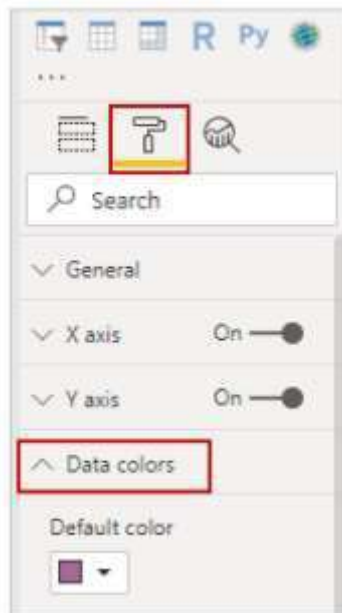 R Py
...
Search
General
X axis On
Y axis On
Data colors
Default color